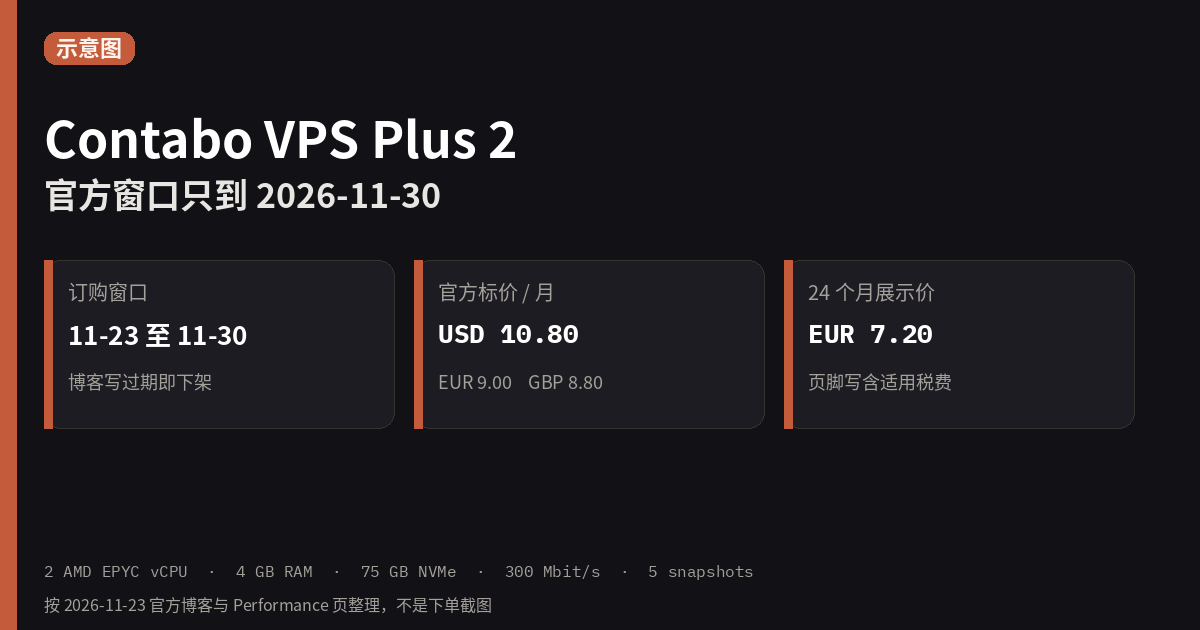 示意图
Contabo VPS Plus 2
官方窗口只到 2026-11-30
订购窗口
11-23 至 11-30
博客写过期即下架
官方标价 / 月
USD 10.80
EUR 9.00 GBP 8.80
24 个月展示价
EUR 7.20
页脚写含适用税费
2 AMD EPYC vCPU · 4 GB RAM · 75 GB NVMe · 300 Mbit/s · 5 snapshots
按 2026-11-23 官方博客与 Performance 页整理，不是下单截图